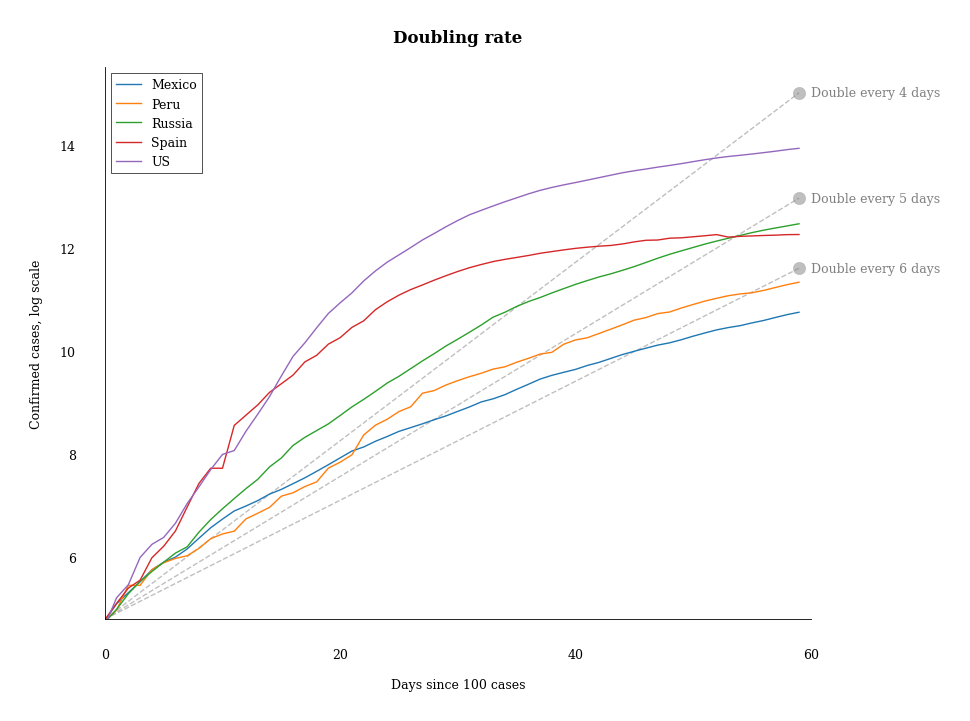 Doubling rate
Mexico
Peru
Russia
Spain
US
Double every 4 days
Double every 5 days
Double every 6 days
14
12
10
8
6
Confirmed cases, log scale
0 20 40 60
Days since 100 cases